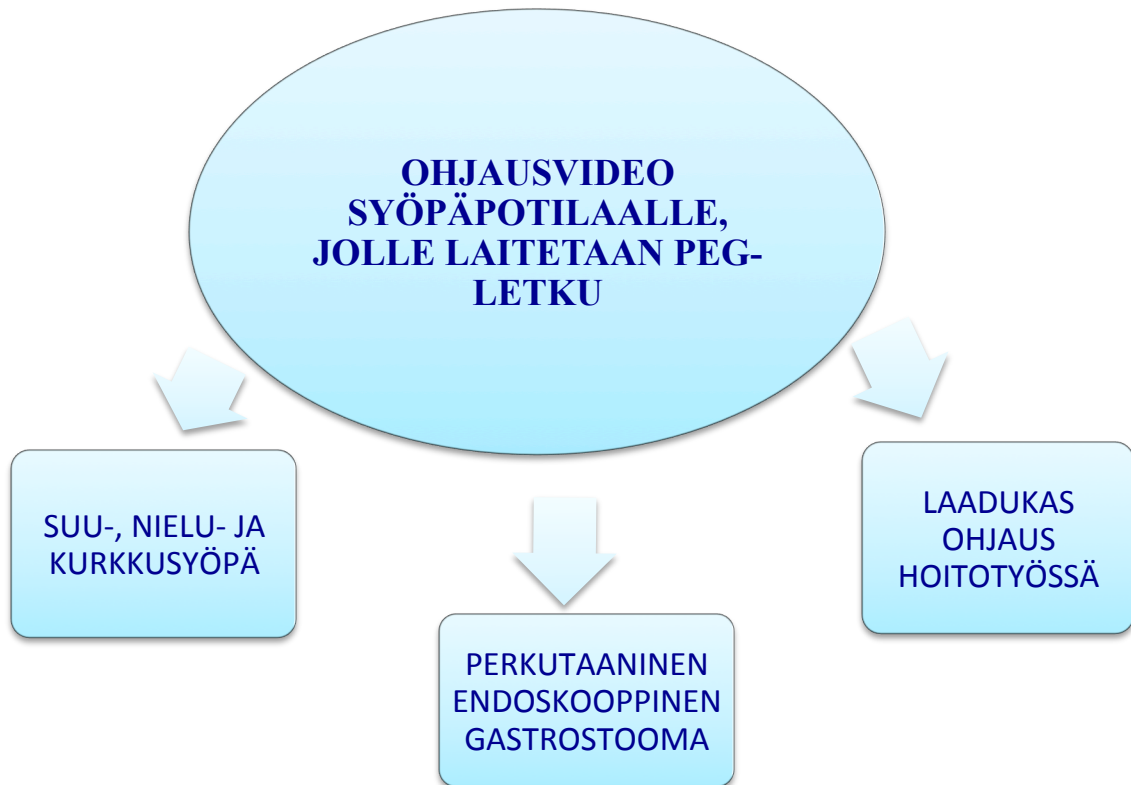 OHJAUSVIDEO
SYÖPÄPOTILAALLE,
JOLLE LAITETAAN PEG-
LETKU
SUU-, NIELU- JA
KURKKUSYÖPÄ
PERKUTAANINEN
ENDOSKOOPPINEN
GASTROSTOOMA
LAADUKAS
OHJAUS
HOITOTYÖSSÄ